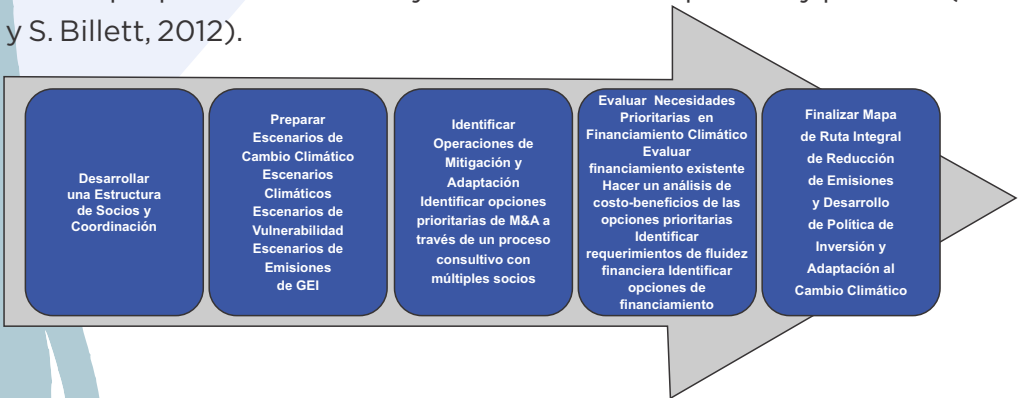 y S. Billett, 2012).
Desarrollar
una Estructura
de Socios y
Coordinación
Preparar
Escenarios de
Cambio Climático
Escenarios
Climáticos
Escenarios de
Vulnerabilidad
Escenarios de
Emisiones
de GEI
Identificar
Operaciones de
Mitigación y
Adaptación
Identificar opciones
prioritarias de M&A a
través de un proceso
consultivo con
múltiples socios
Evaluar Necesidades
Prioritarias en
Financiamiento Climático
Evaluar
financiamiento existente
Hacer un análisis de
costo-beneficios de las
opciones prioritarias
Identificar
requerimientos de fluidez
financiera Identificar
opciones de
financiamiento
Finalizar Mapa
de Ruta Integral
de Reducción
de Emisiones
y Desarrollo
de Política de
Inversión y
Adaptación al
Cambio Climático